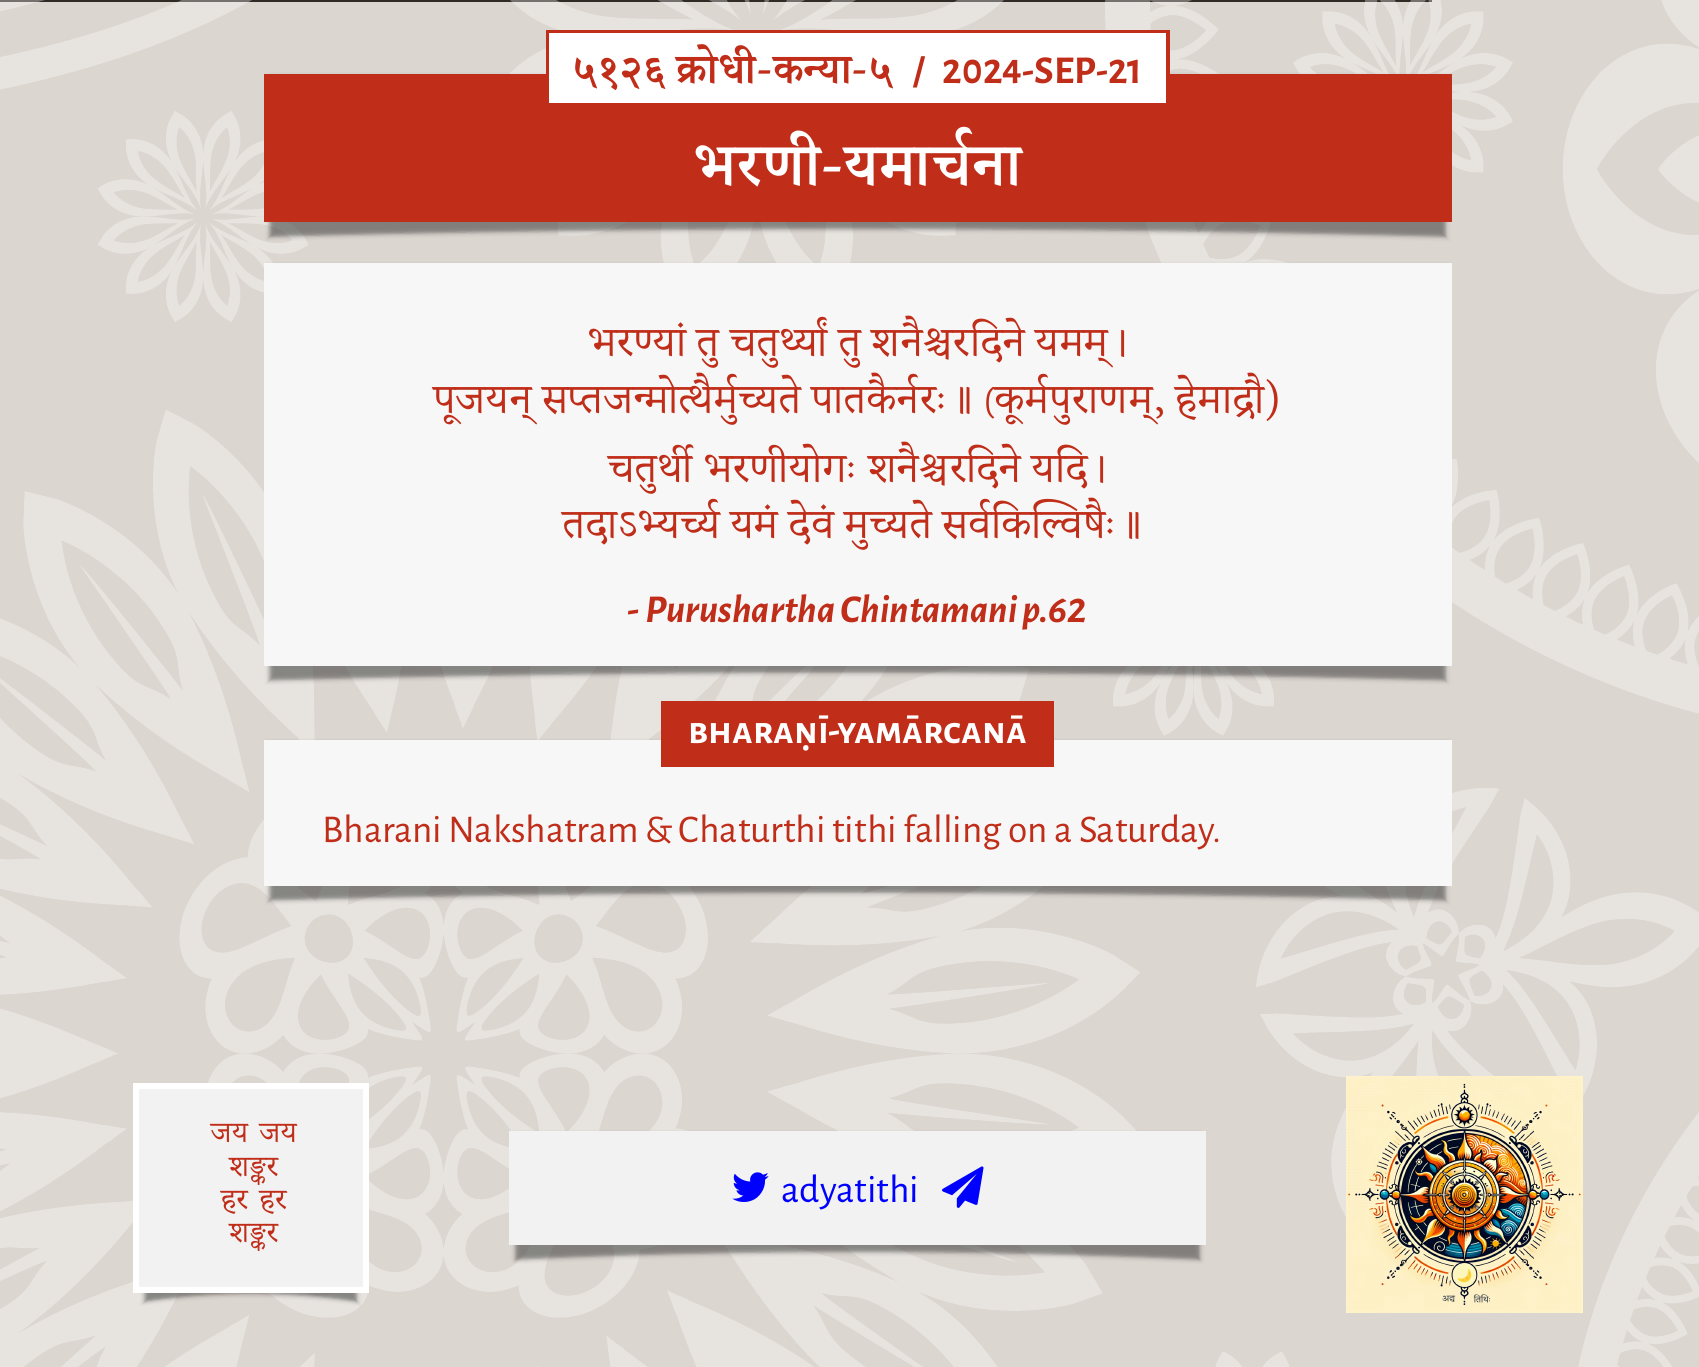 ५१२६ क्रोधी-कन्या-५ / 2024-SEP-21
भरणी-यमार्चना
भरण्यां तु चतुर्थ्यां तु शनैश्चरदिने यमम्।
पूजयन् सप्तजन्मोत्थैर्मुच्यते पातकैर्नरः॥ (कूर्मपुराणम्, हेमाद्रौ)
चतुर्थी भरणीयोगः शनैश्चरदिने यदि।
तदाऽभ्यर्च्य यमं देवं मुच्यते सर्वकिल्विषैः॥
- Purushartha Chintamani p.62
BHARAṆĪ-YAMĀRCANĀ
Bharani Nakshatram & Chaturthi tithi falling on a Saturday.
जय जय
शङ्कर
हर हर
शङ्कर
adyatithi
अद्य तिथिः